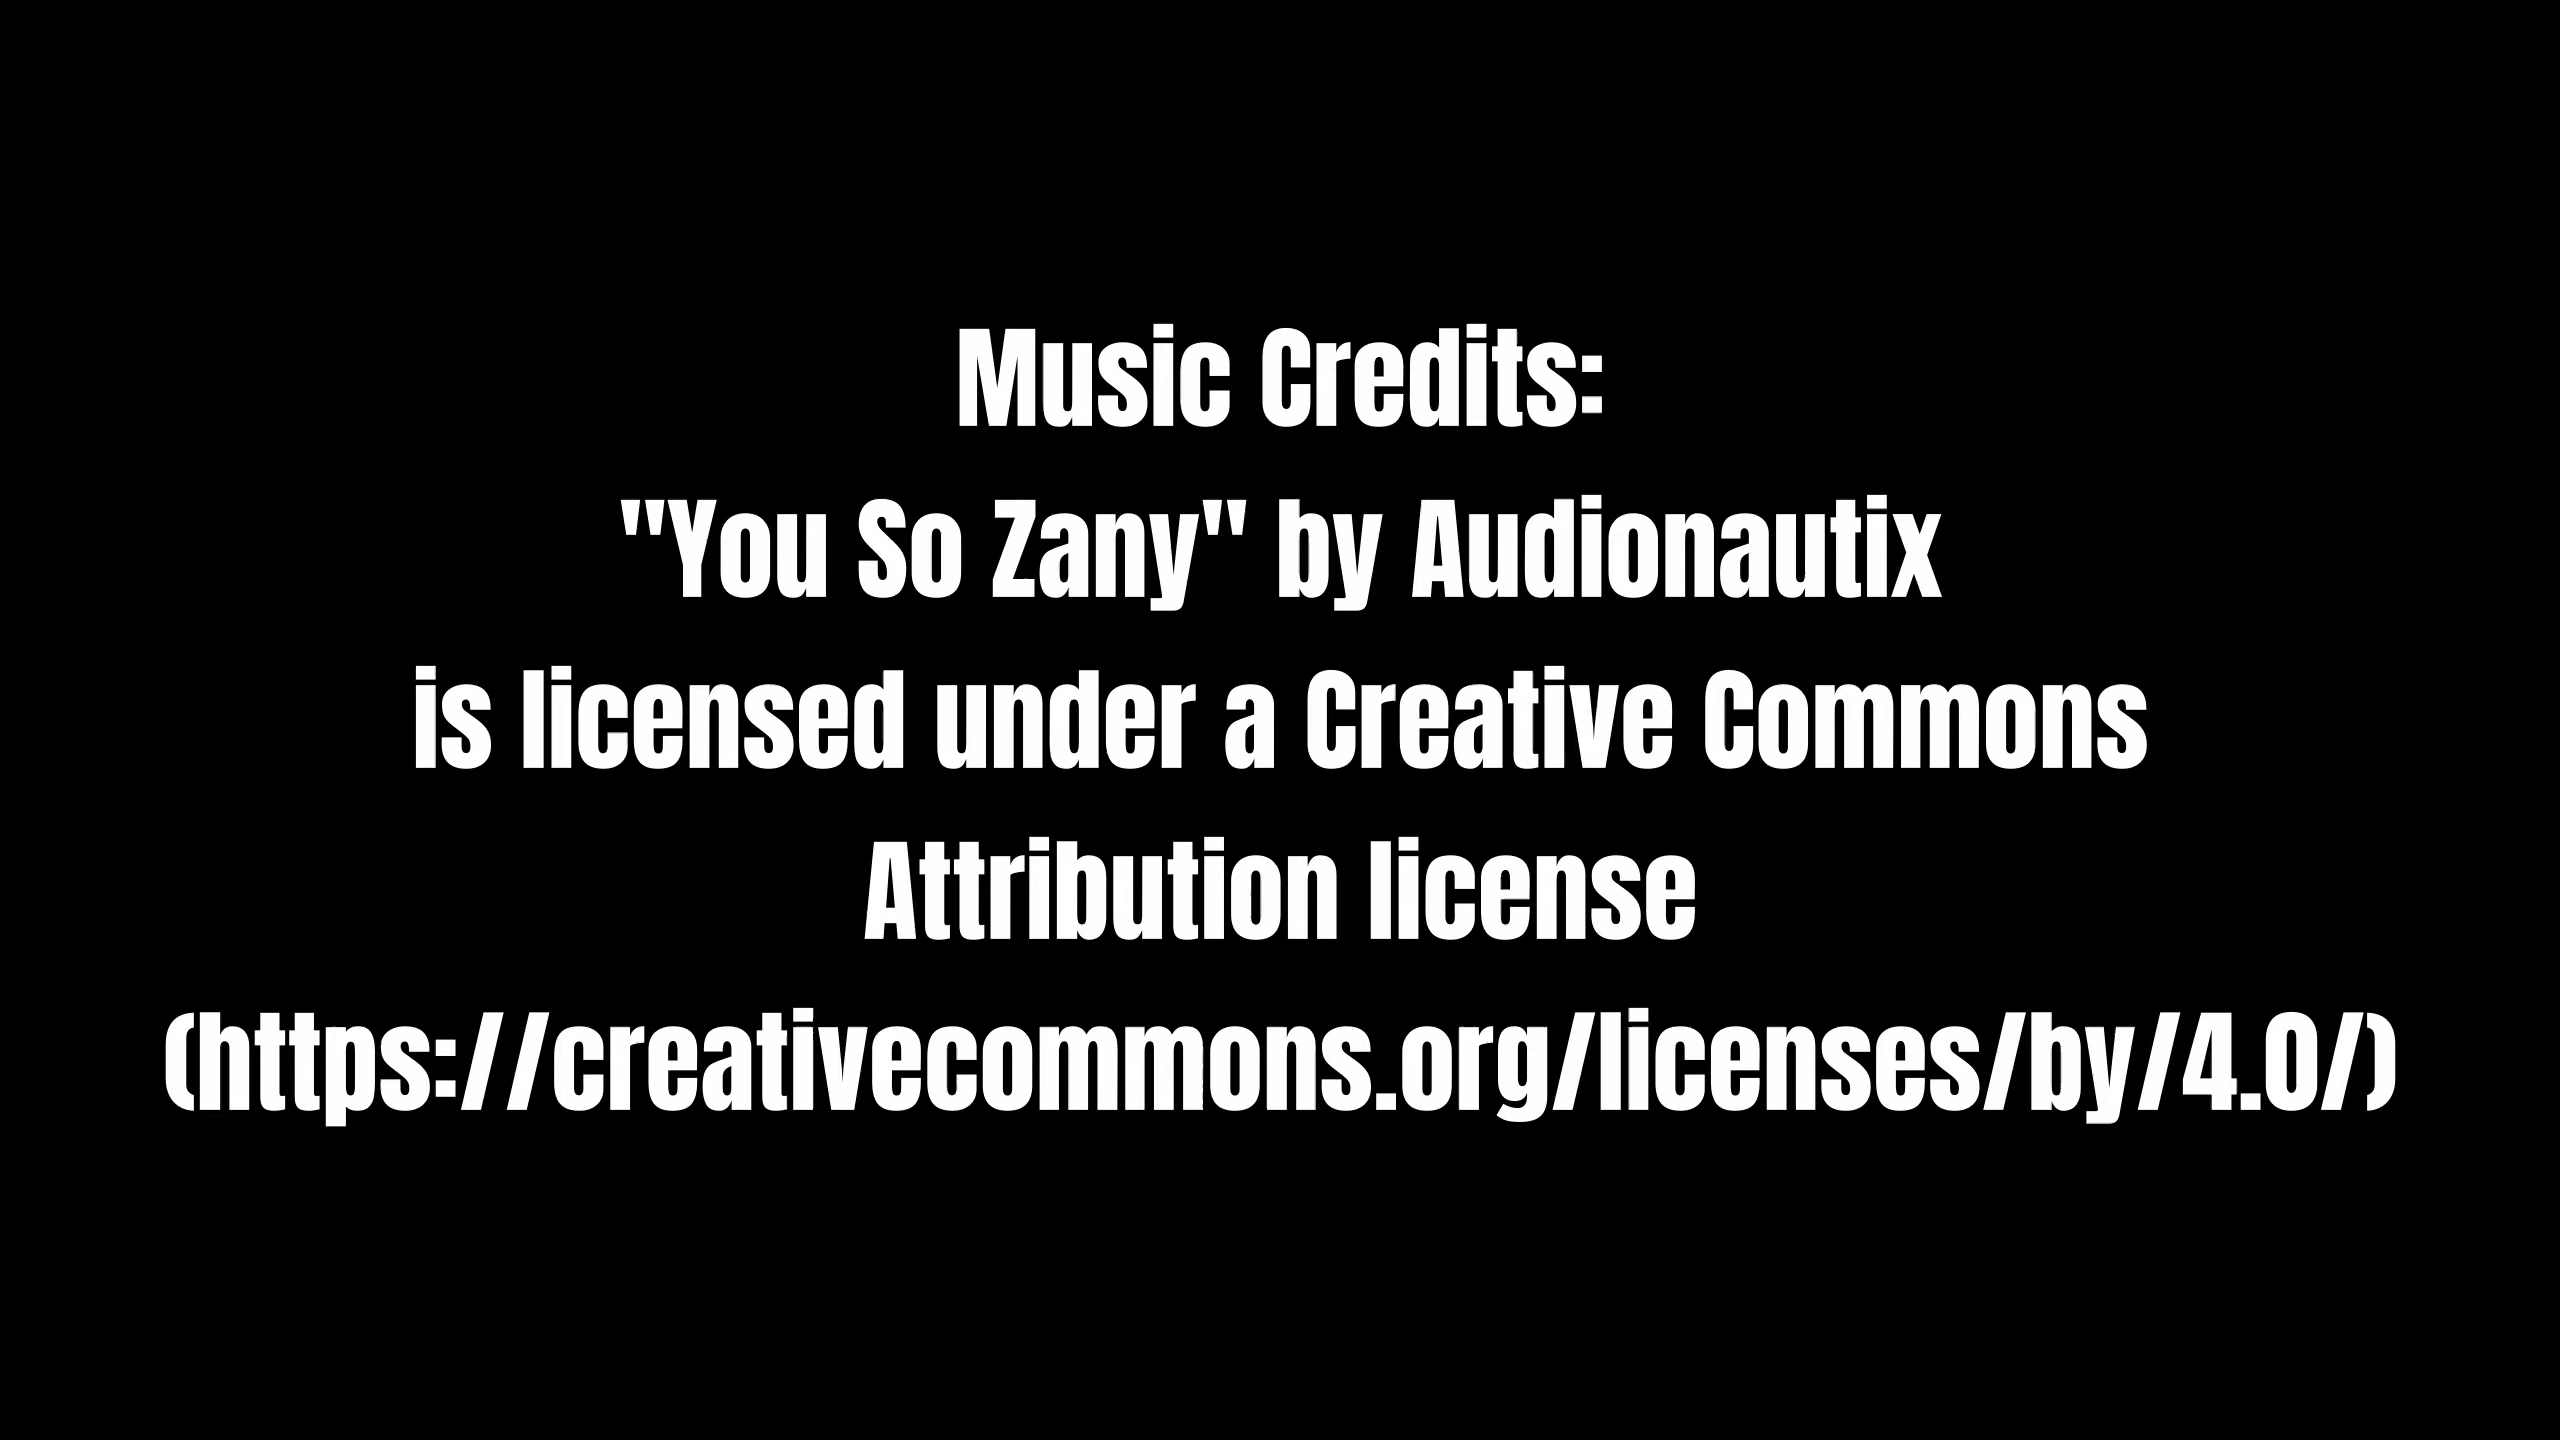 Music Credits:
"You So Zany" by Audionautix
is licensed under a Creative Commons
Attribution license
(https://creativecommons.org/licenses/by/4.0/)